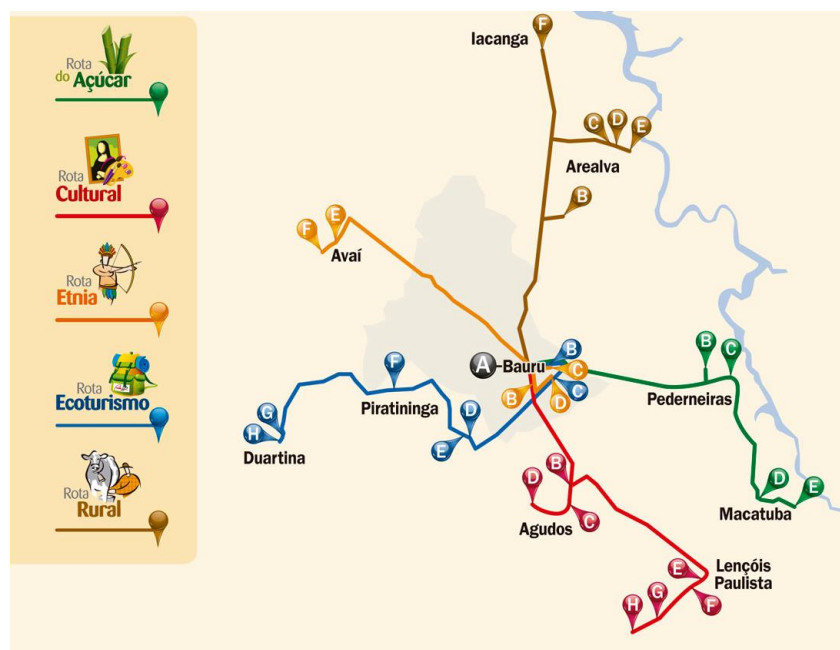 Rota
do Açúcar
Rota
Cultural
Rota
Etnia
Rota
Ecoturismo
Rota
Rural
F
Iacanga
C D E
Arealva
B
F E
Avaí
A-Bauru
B
C
B
D
C
B C
Pederneiras
F
Piratininga
D
E
G
H
Duartina
D E
Macatuba
B
D
C
Agudos
E
F
G
H
Lençóis
Paulista